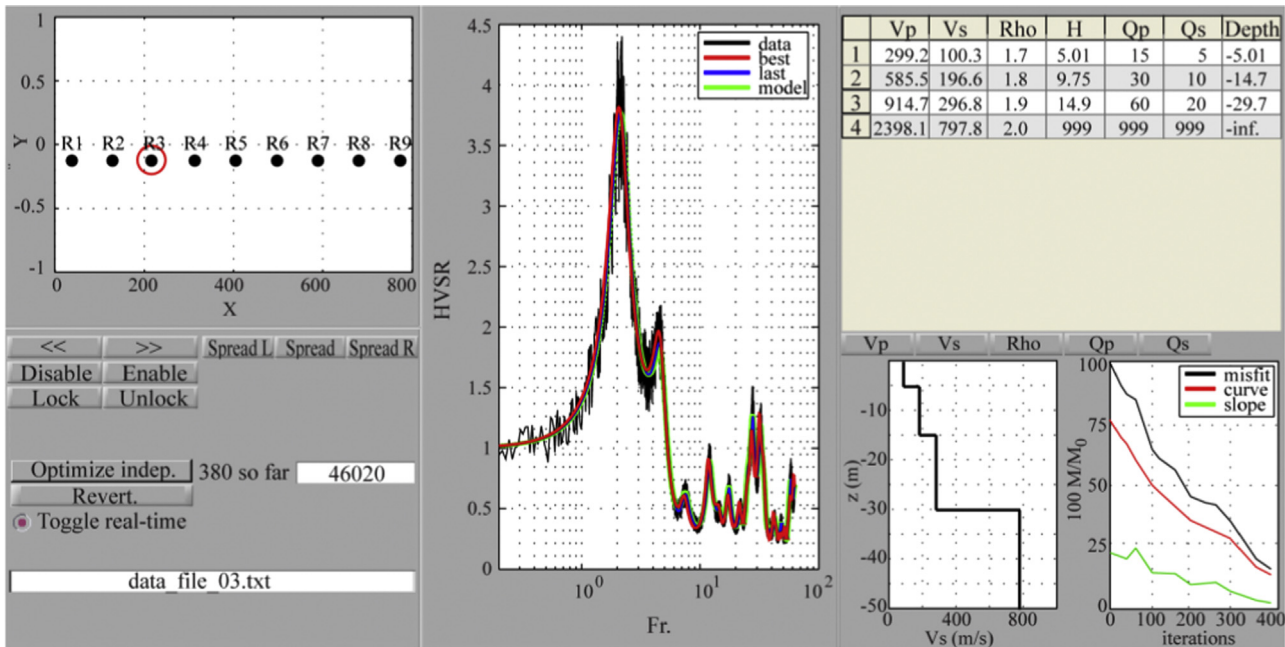 1
0.5
0
-0.5
-1
Y
R1 R2 R3 R4 R5 R6 R7 R8 R9
0 200 400 600 800
X
<< >> Spread L Spread Spread R
Disable Enable
Lock Unlock
Optimize indep. 380 so far 46020
Revert.
Toggle real-time
data_file_03.txt
4.5
4
3.5
3
2.5
2
1.5
1
0.5
0
HVSR
data
best
last
model
10^0 10^1 10^2
Fr.
Vp Vs Rho H Qp Qs Depth
1 299.2 100.3 1.7 5.01 15 5 -5.01
2 585.5 196.6 1.8 9.75 30 10 -14.7
3 914.7 296.8 1.9 14.9 60 20 -29.7
4 2398.1 797.8 2.0 999 999 999 -inf.
Vp Vs Rho Qp Qs
-10
-20
-30
-40
-50
z (m)
0 400 800
Vs (m/s)
100
75
50
25
0
100 M/M0
misfit
curve
slope
0 100 200 300 400
iterations